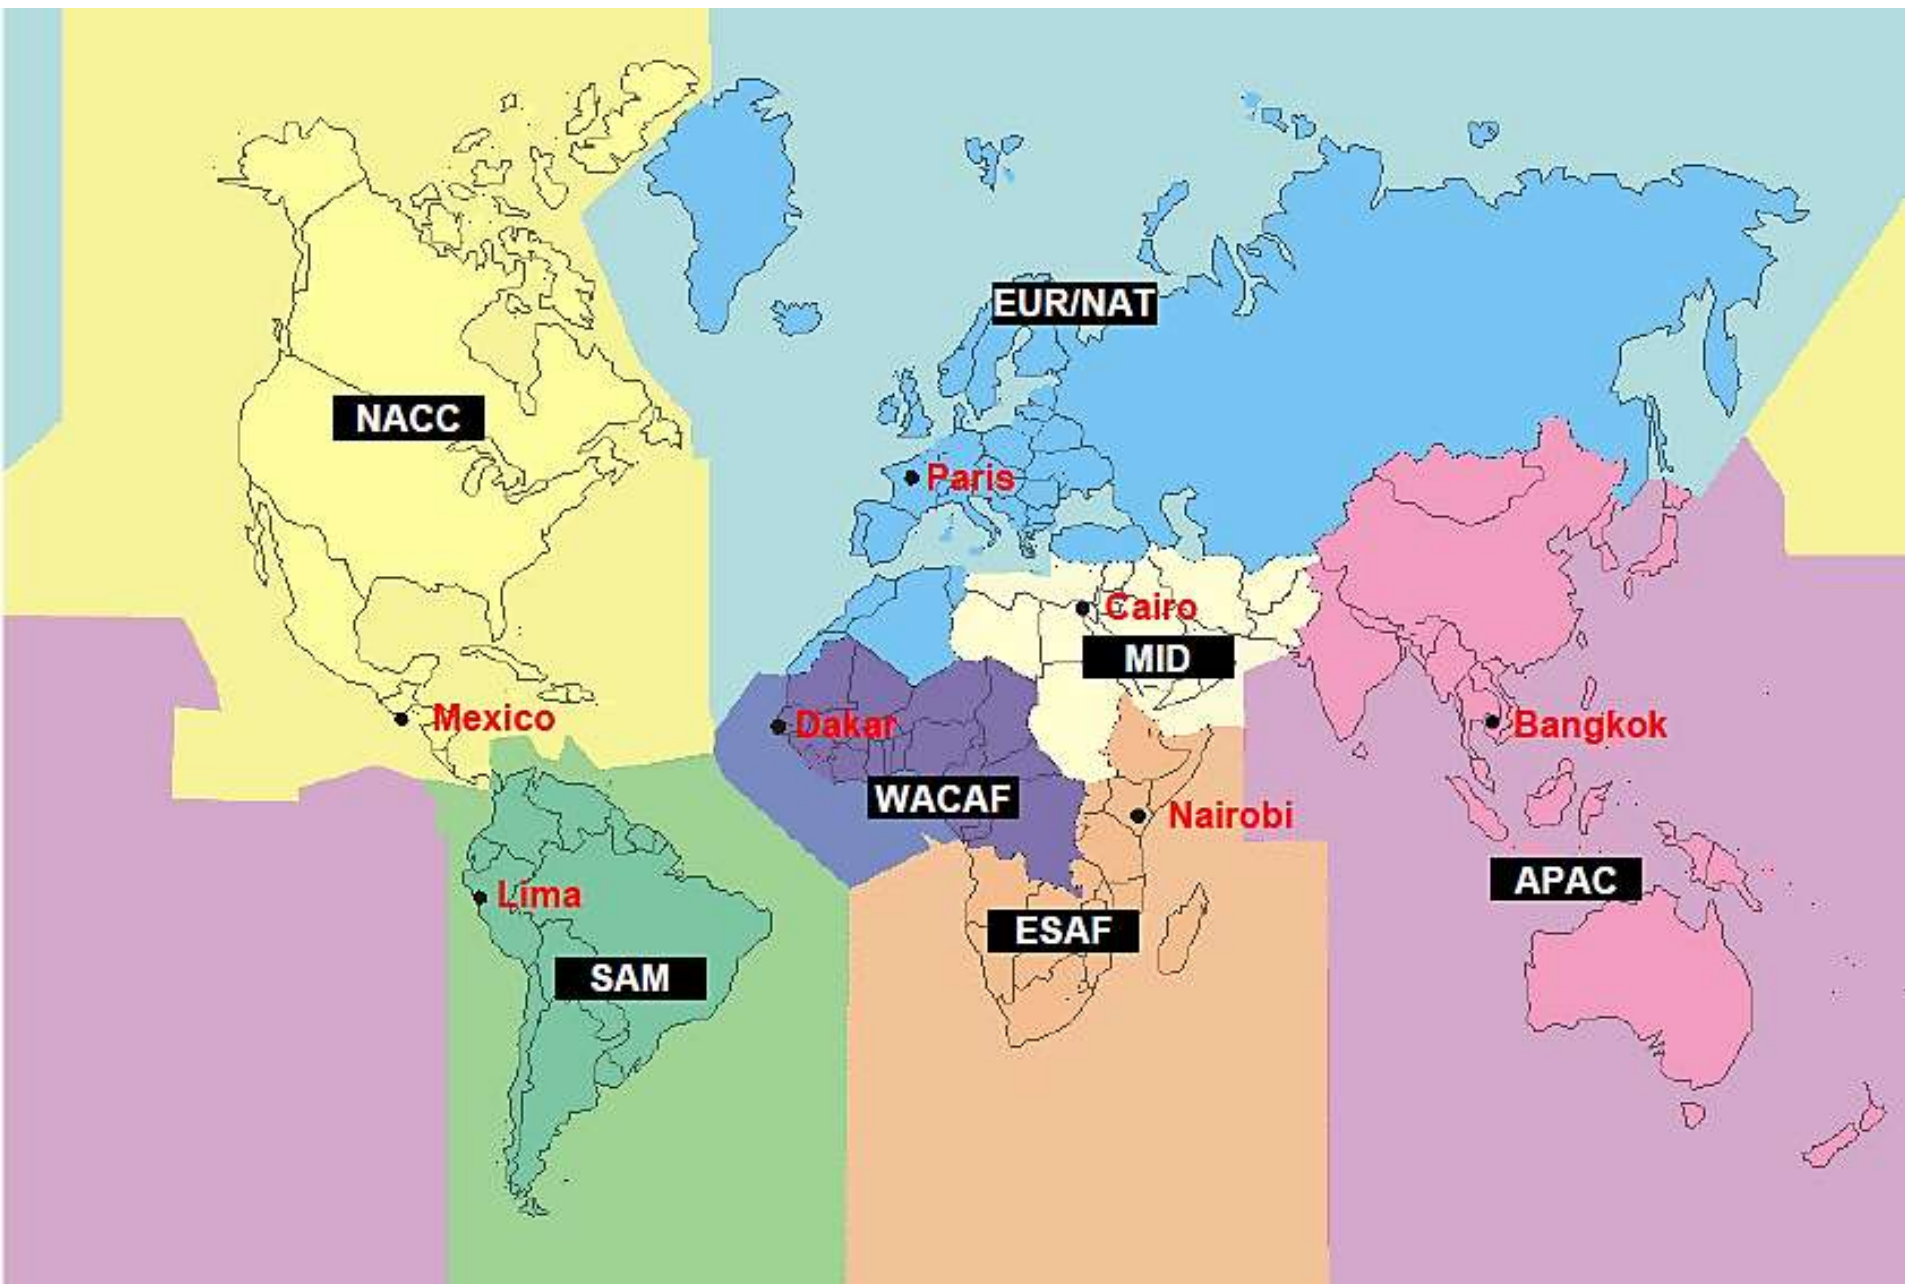 EUR/NAT
NACC
Paris
Cairo
MID
Mexico
Dakar
Bangkok
WACAF
Nairobi
APAC
Lima
ESAF
SAM